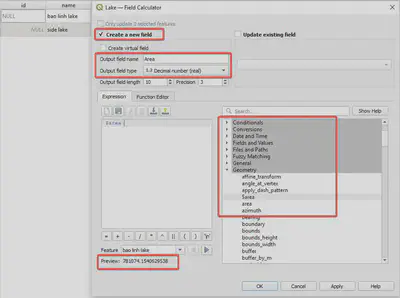 id name
NULL bao linh lake
NULL side lake
Lake — Field Calculator
Only update 2 selected features
Create a new field
Update existing field
Create virtual field
Output field name Area
Output field type 1.2 Decimal number (real)
Output field length 10 Precision 3
Expression Function Editor
$area
Search...
Show Help
Conditionals
Conversions
Date and Time
Fields and Values
Files and Paths
Fuzzy Matching
General
Geometry
affine_transform
angle_at_vertex
apply_dash_pattern
$area
area
azimuth
bearing
boundary
bounds
bounds_height
bounds_width
buffer
buffer_by_m
= + - / * ^ || ( ) '\n'
Feature bao linh lake
Preview: 781974.1540629538
OK Cancel Apply Help